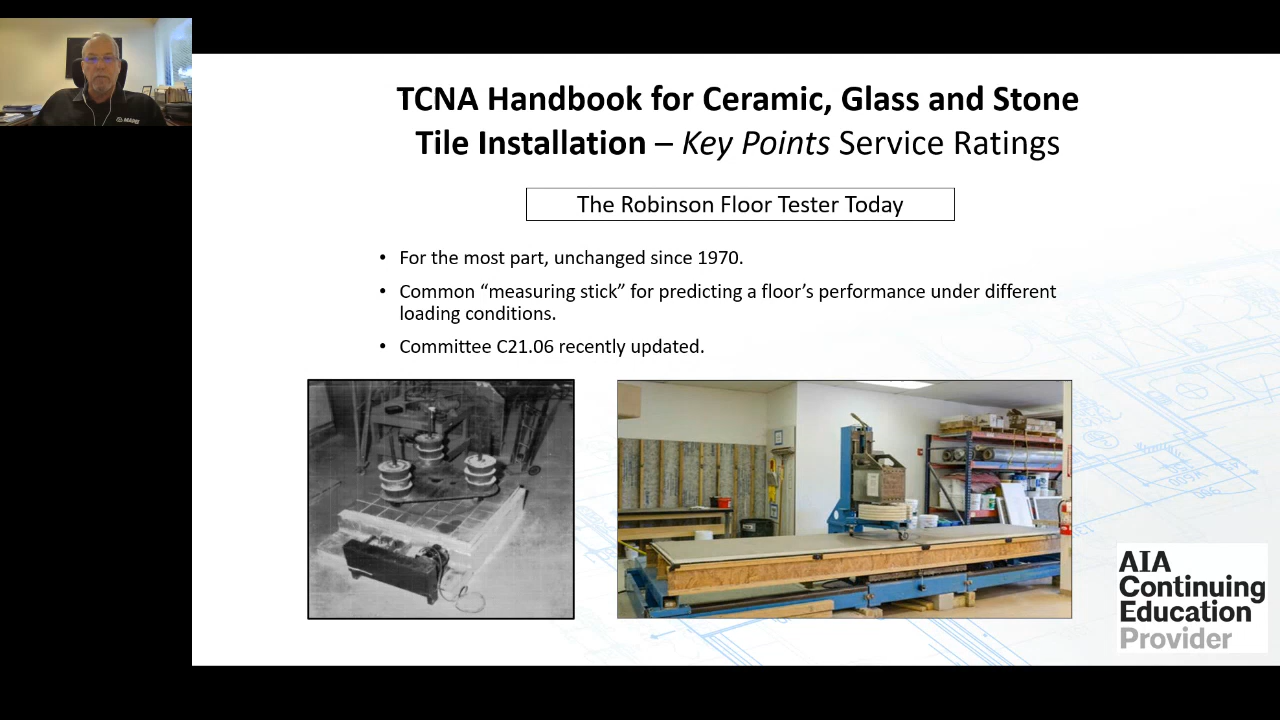 TCNA Handbook for Ceramic, Glass and Stone
Tile Installation – Key Points Service Ratings
The Robinson Floor Tester Today
• For the most part, unchanged since 1970.
• Common “measuring stick” for predicting a floor’s performance under different
loading conditions.
• Committee C21.06 recently updated.
AIA
Continuing
Education
Provider